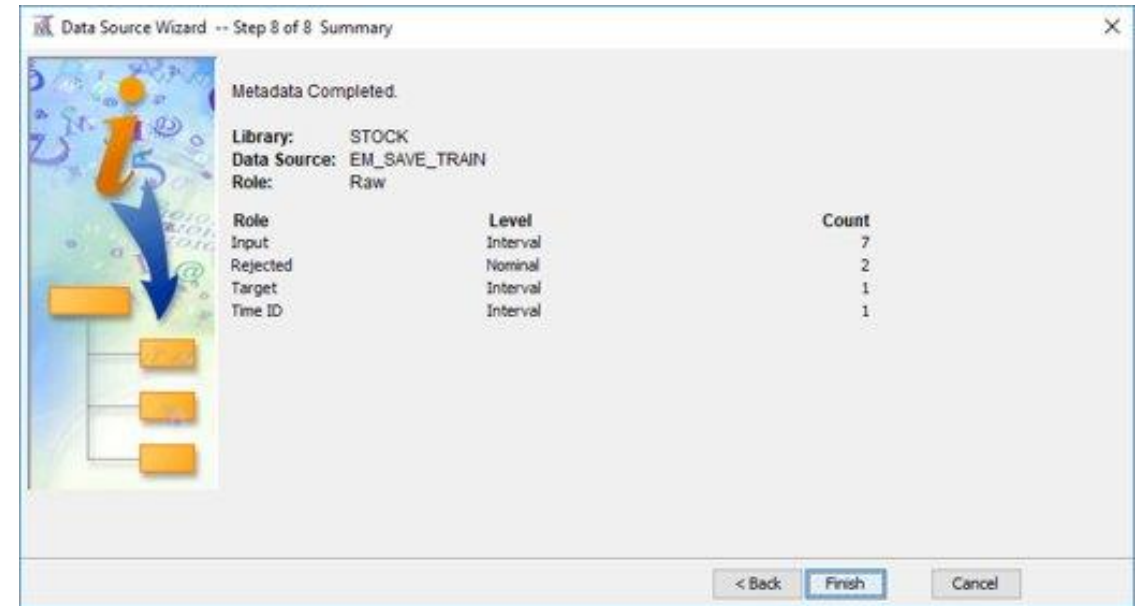 Data Source Wizard -- Step 8 of 8 Summary
Metadata Completed.
Library: STOCK
Data Source: EM_SAVE_TRAIN
Role: Raw
Role Level Count
Input Interval 7
Rejected Nominal 2
Target Interval 1
Time ID Interval 1
< Back Finish Cancel